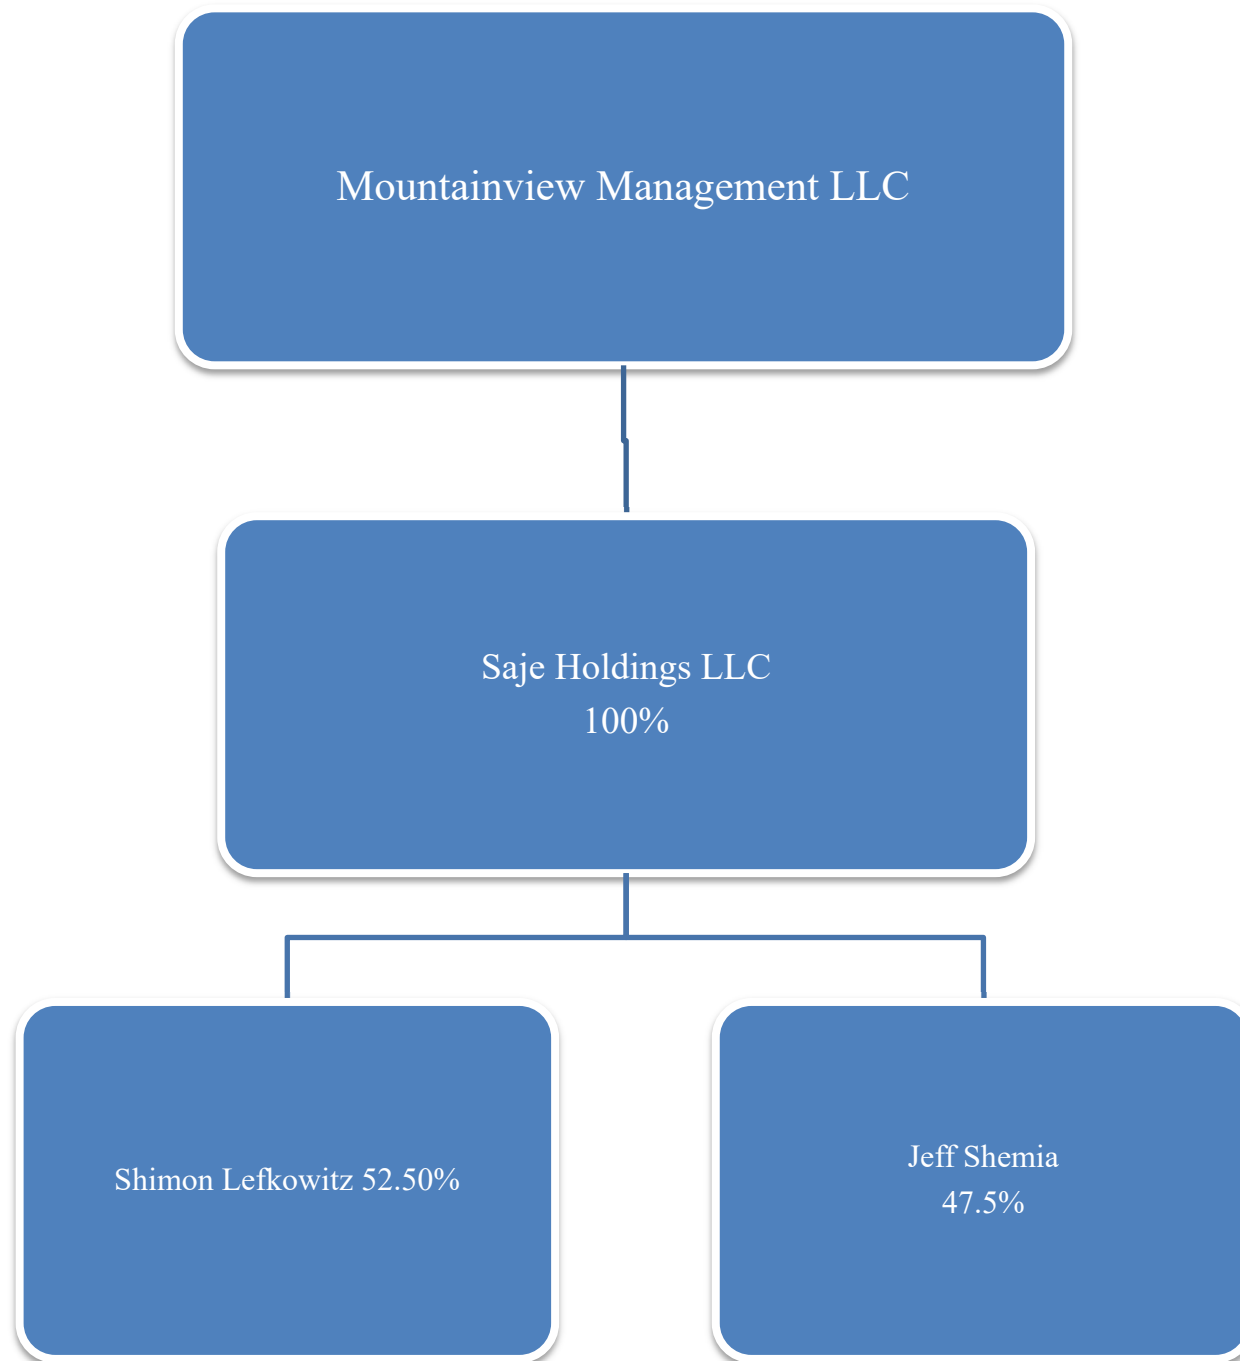 Mountainview Management LLC
Saje Holdings LLC
100%
Shimon Lefkowitz 52.50%
Jeff Shemia
47.5%